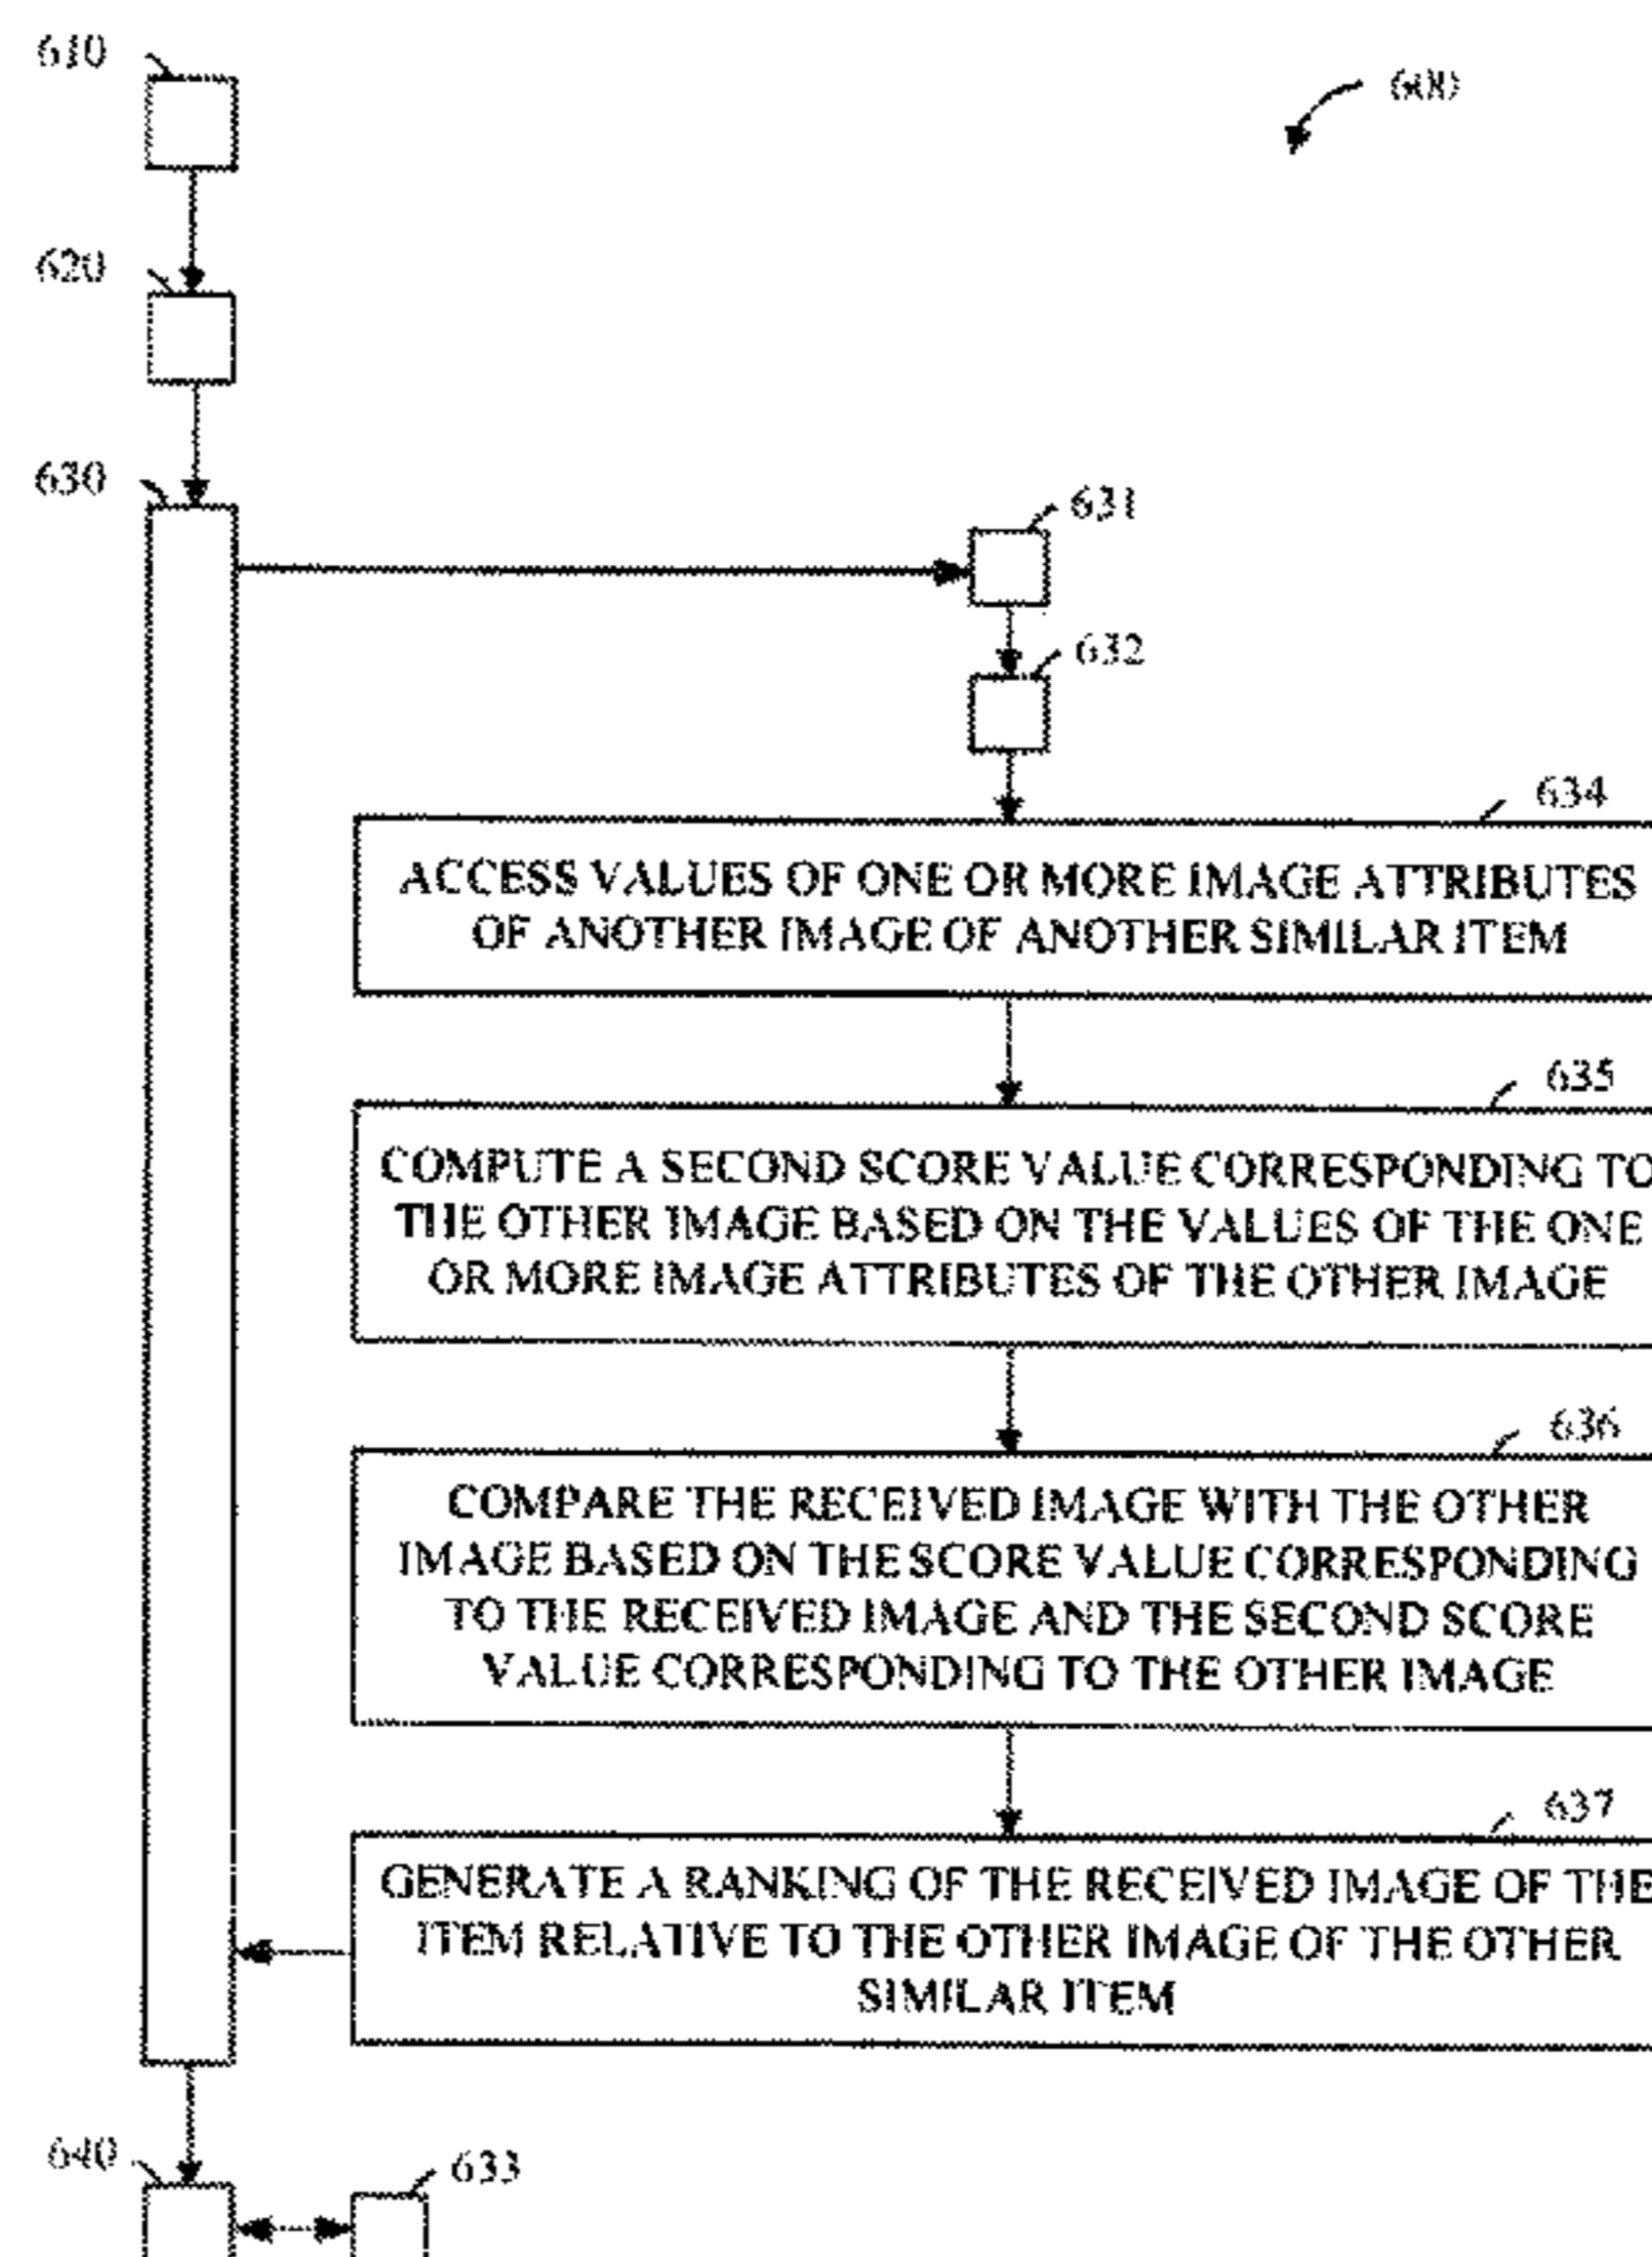 610
600
620
630
631
632
634
ACCESS VALUES OF ONE OR MORE IMAGE ATTRIBUTES
OF ANOTHER IMAGE OF ANOTHER SIMILAR ITEM
635
COMPUTE A SECOND SCORE VALUE CORRESPONDING TO
THE OTHER IMAGE BASED ON THE VALUES OF THE ONE
OR MORE IMAGE ATTRIBUTES OF THE OTHER IMAGE
636
COMPARE THE RECEIVED IMAGE WITH THE OTHER
IMAGE BASED ON THE SCORE VALUE CORRESPONDING
TO THE RECEIVED IMAGE AND THE SECOND SCORE
VALUE CORRESPONDING TO THE OTHER IMAGE
637
GENERATE A RANKING OF THE RECEIVED IMAGE OF THE
ITEM RELATIVE TO THE OTHER IMAGE OF THE OTHER
SIMILAR ITEM
640
633